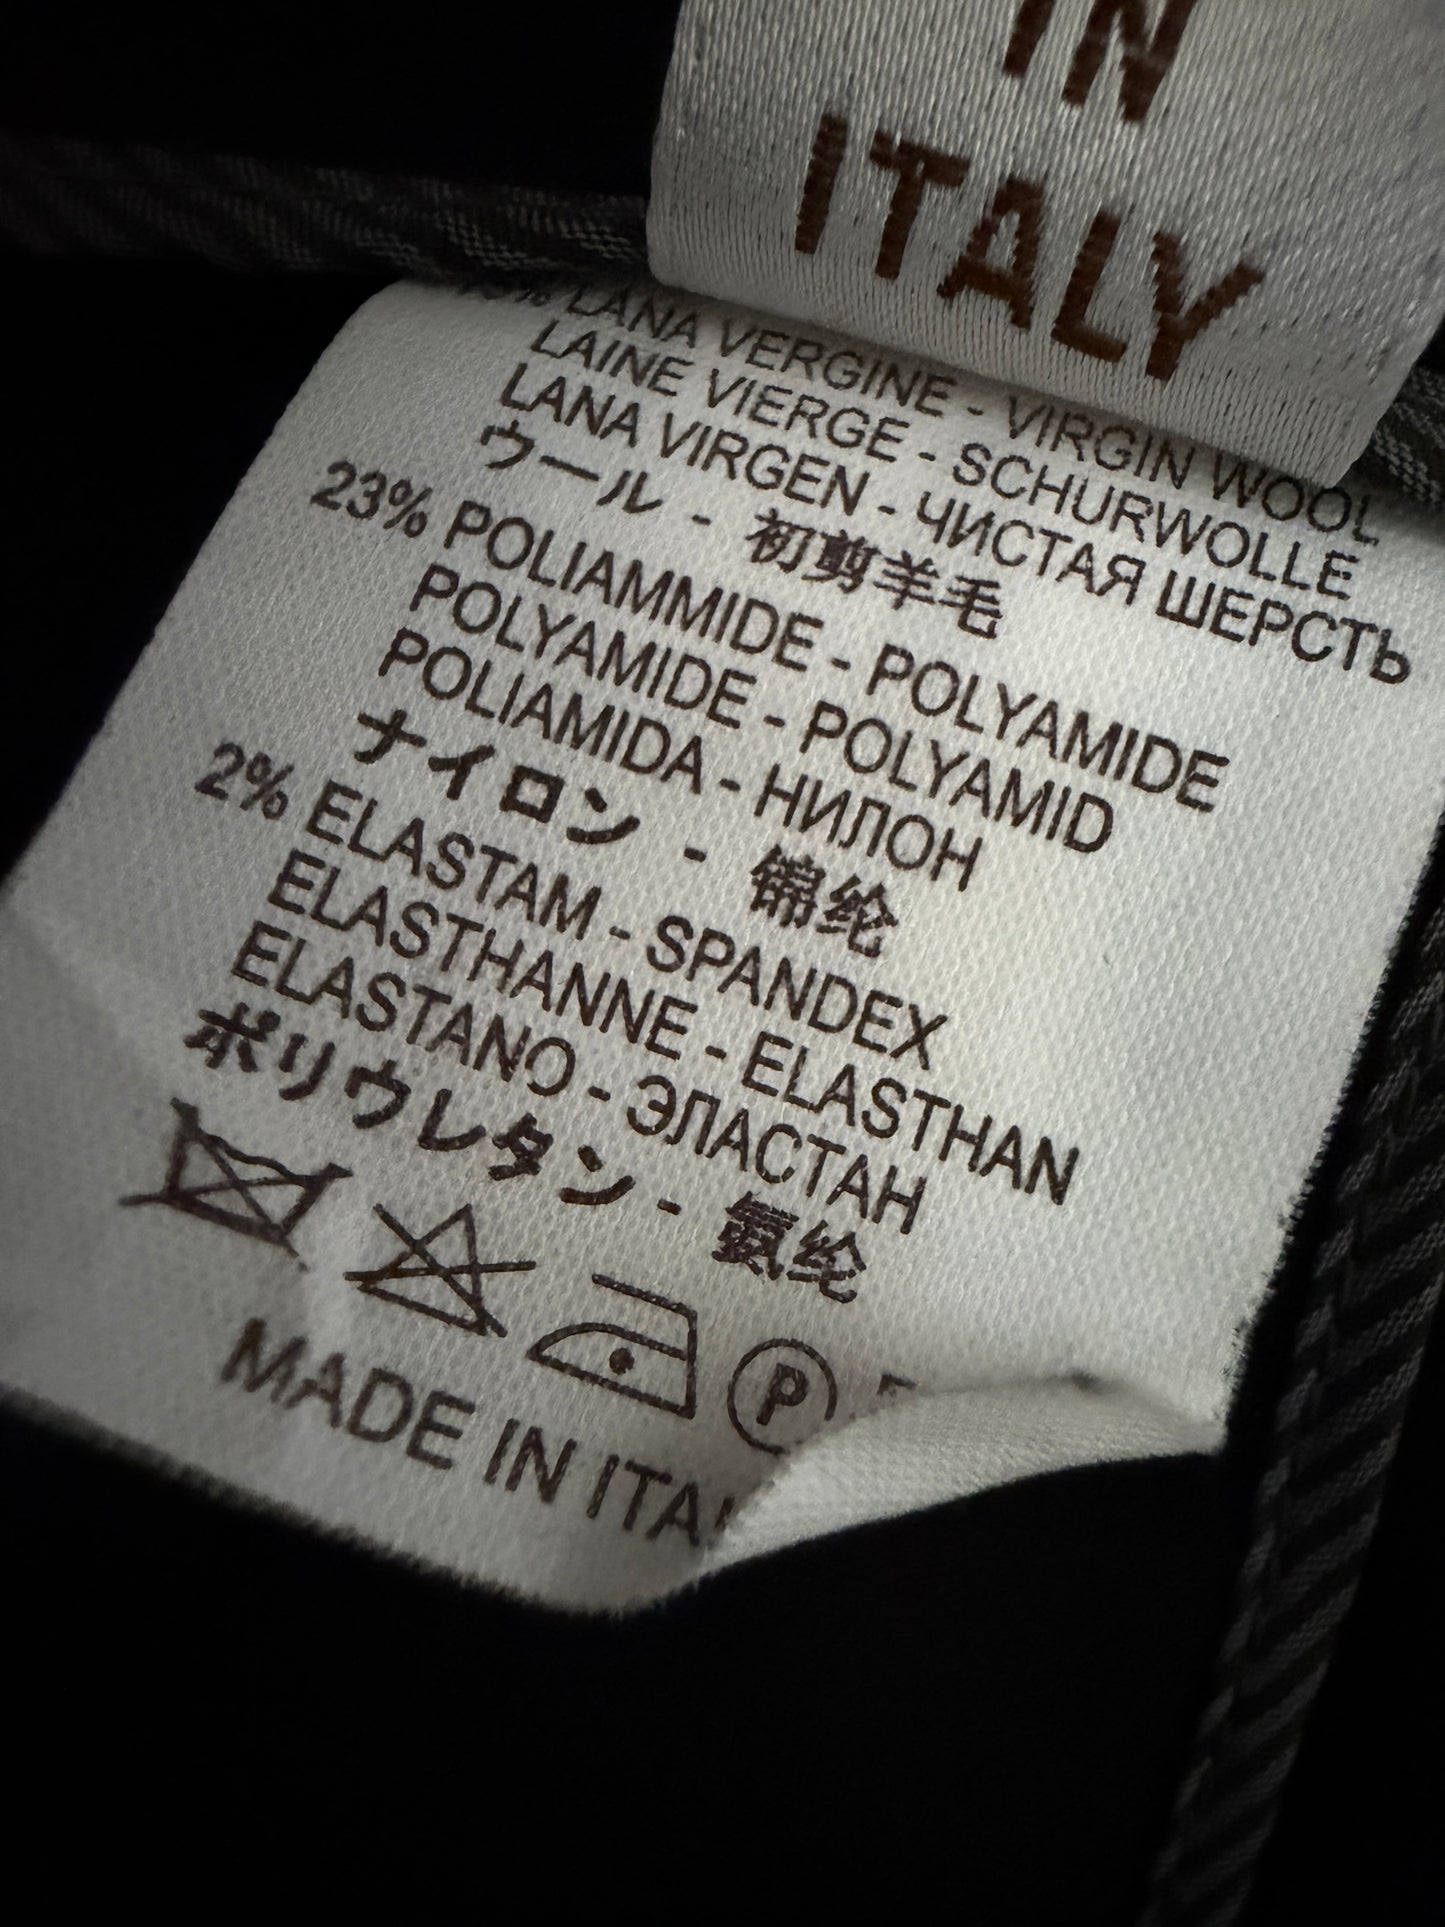 IN
ITALY
% LANA VERGINE - VIRGIN WOOL
LAINE VIERGE - SCHURWOLLE
LANA VIRGEN - ЧИСТАЯ ШЕРСТЬ
ウール - 初剪羊毛
23% POLIAMMIDE - POLYAMIDE
POLYAMIDE - POLYAMID
POLIAMIDA - НИЛОН
ナイロン - 锦纶
2% ELASTAM - SPANDEX
ELASTHANNE - ELASTHAN
ELASTANO - ЭЛАСТАН
ポリウレタン - 氨纶
P
MADE IN ITA